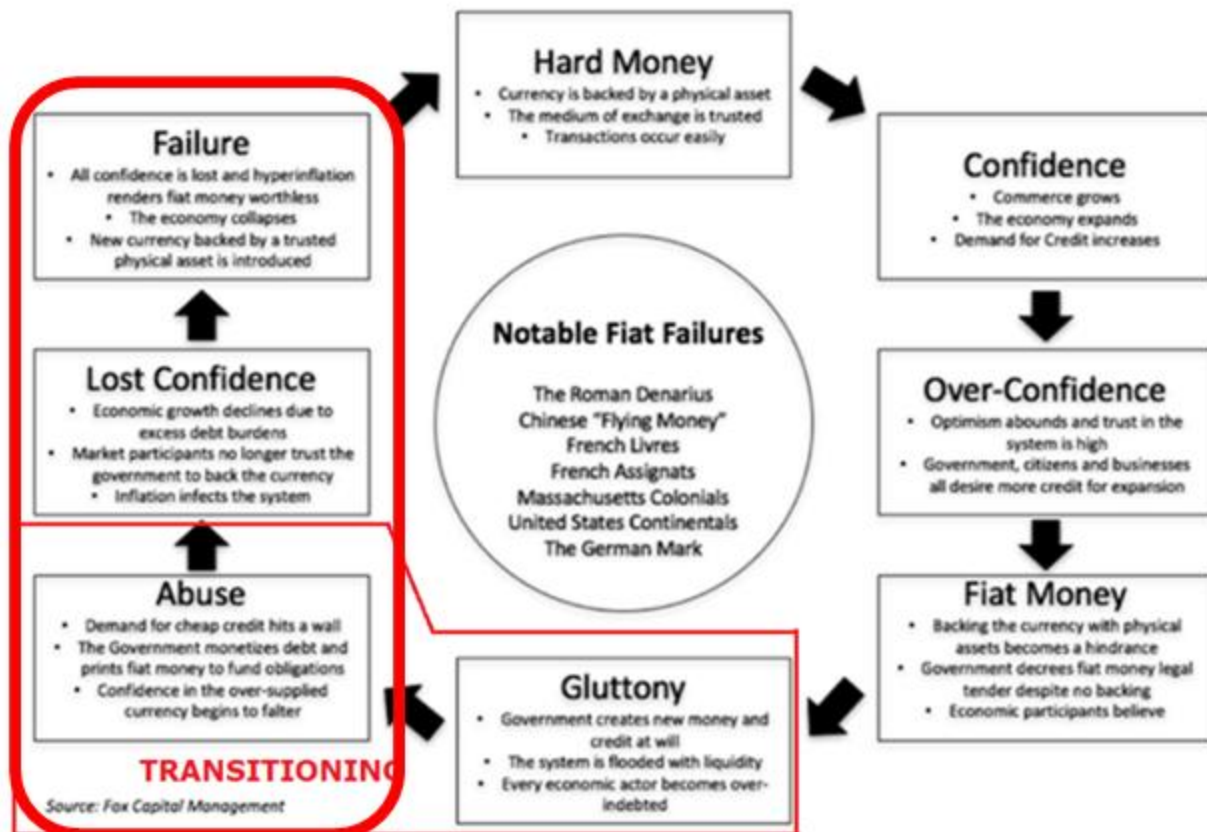 Hard Money
• Currency is backed by a physical asset
• The medium of exchange is trusted
• Transactions occur easily
Confidence
• Commerce grows
• The economy expands
• Demand for Credit increases
Over-Confidence
• Optimism abounds and trust in the
system is high
• Government, citizens and businesses
all desire more credit for expansion
Fiat Money
• Backing the currency with physical
assets becomes a hindrance
• Government decrees fiat money legal
tender despite no backing
• Economic participants believe
Gluttony
• Government creates new money and
credit at will
• The system is flooded with liquidity
• Every economic actor becomes over-
indebted
Abuse
• Demand for cheap credit hits a wall
• The Government monetizes debt and
prints fiat money to fund obligations
• Confidence in the over-supplied
currency begins to falter
TRANSITIONING
Source: Fox Capital Management
Lost Confidence
• Economic growth declines due to
excess debt burdens
• Market participants no longer trust the
government to back the currency
• Inflation infects the system
Failure
• All confidence is lost and hyperinflation
renders fiat money worthless
• The economy collapses
• New currency backed by a trusted
physical asset is introduced
Notable Fiat Failures
The Roman Denarius
Chinese “Flying Money”
French Livres
French Assignats
Massachusetts Colonials
United States Continentals
The German Mark